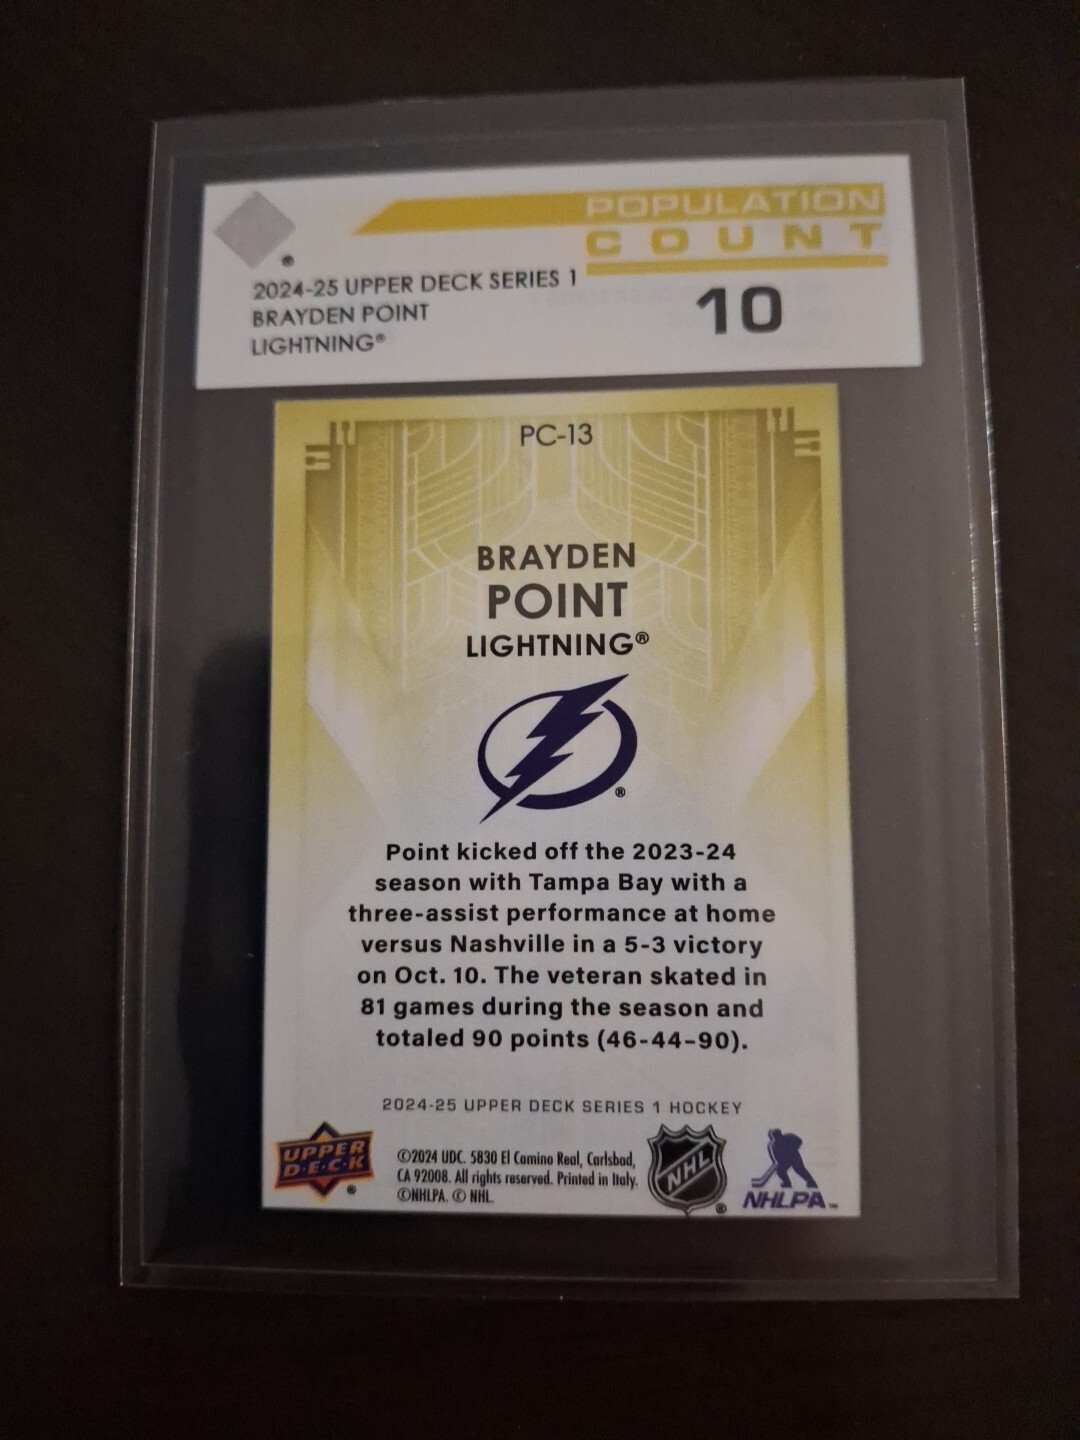 POPULATION
COUNT
®
2024-25 UPPER DECK SERIES 1
BRAYDEN POINT
LIGHTNING®
10
PC-13
BRAYDEN
POINT
LIGHTNING®
®
Point kicked off the 2023-24
season with Tampa Bay with a
three-assist performance at home
versus Nashville in a 5-3 victory
on Oct. 10. The veteran skated in
81 games during the season and
totaled 90 points (46-44-90).
2024-25 UPPER DECK SERIES 1 HOCKEY
UPPER
D·E·C·K
®
©2024 UDC. 5830 El Camino Real, Carlsbad,
CA 92008. All rights reserved. Printed in Italy.
©NHLPA. © NHL.
NHL
®
NHLPA™